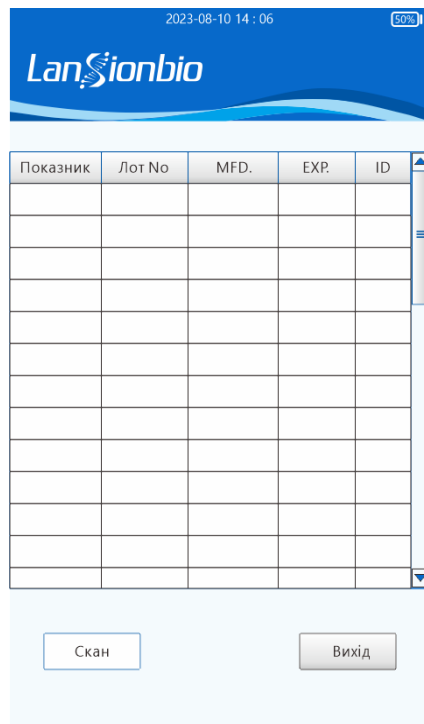 2023-08-10 14 : 06
50%
Lansionbio
Показник Лот No MFD. EXP. ID
Скан Вихід